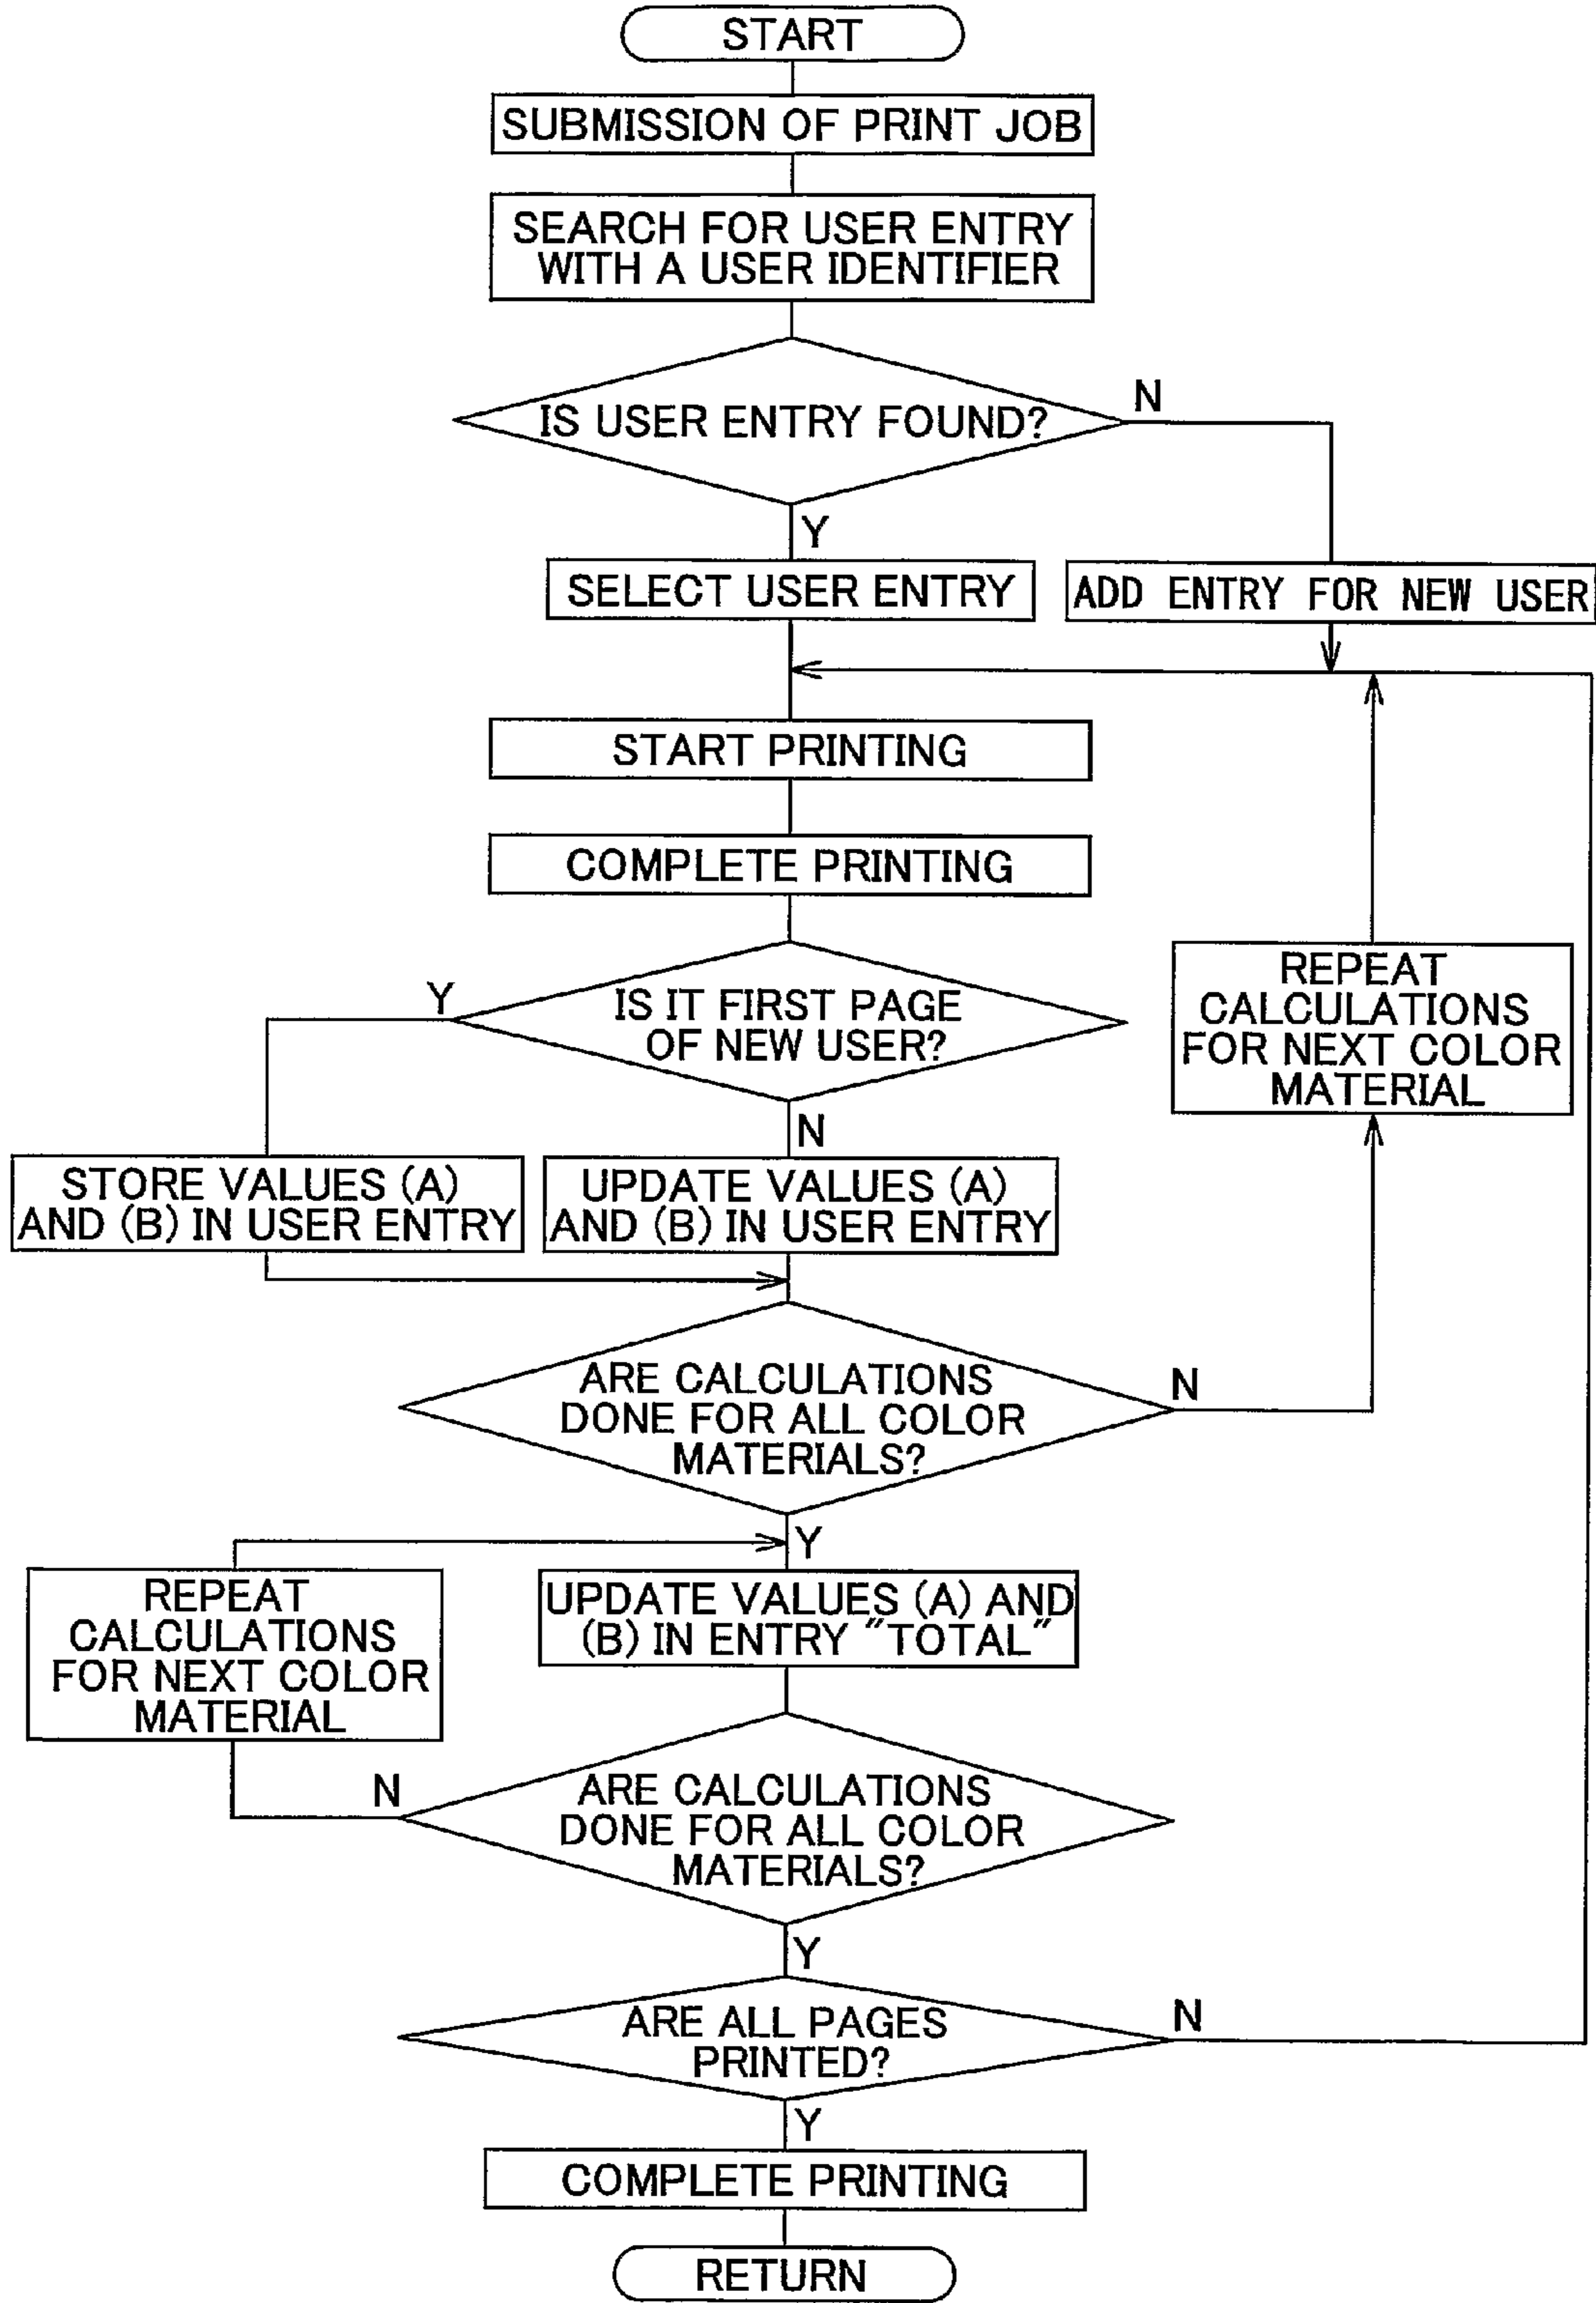 START
SUBMISSION OF PRINT JOB
SEARCH FOR USER ENTRY
WITH A USER IDENTIFIER
IS USER ENTRY FOUND?
N
Y
SELECT USER ENTRY
ADD ENTRY FOR NEW USER
START PRINTING
COMPLETE PRINTING
IS IT FIRST PAGE
OF NEW USER?
Y
N
REPEAT
CALCULATIONS
FOR NEXT COLOR
MATERIAL
STORE VALUES (A)
AND (B) IN USER ENTRY
UPDATE VALUES (A)
AND (B) IN USER ENTRY
ARE CALCULATIONS
DONE FOR ALL COLOR
MATERIALS?
N
Y
REPEAT
CALCULATIONS
FOR NEXT COLOR
MATERIAL
UPDATE VALUES (A) AND
(B) IN ENTRY "TOTAL"
N
ARE CALCULATIONS
DONE FOR ALL COLOR
MATERIALS?
Y
ARE ALL PAGES
PRINTED?
N
Y
COMPLETE PRINTING
RETURN